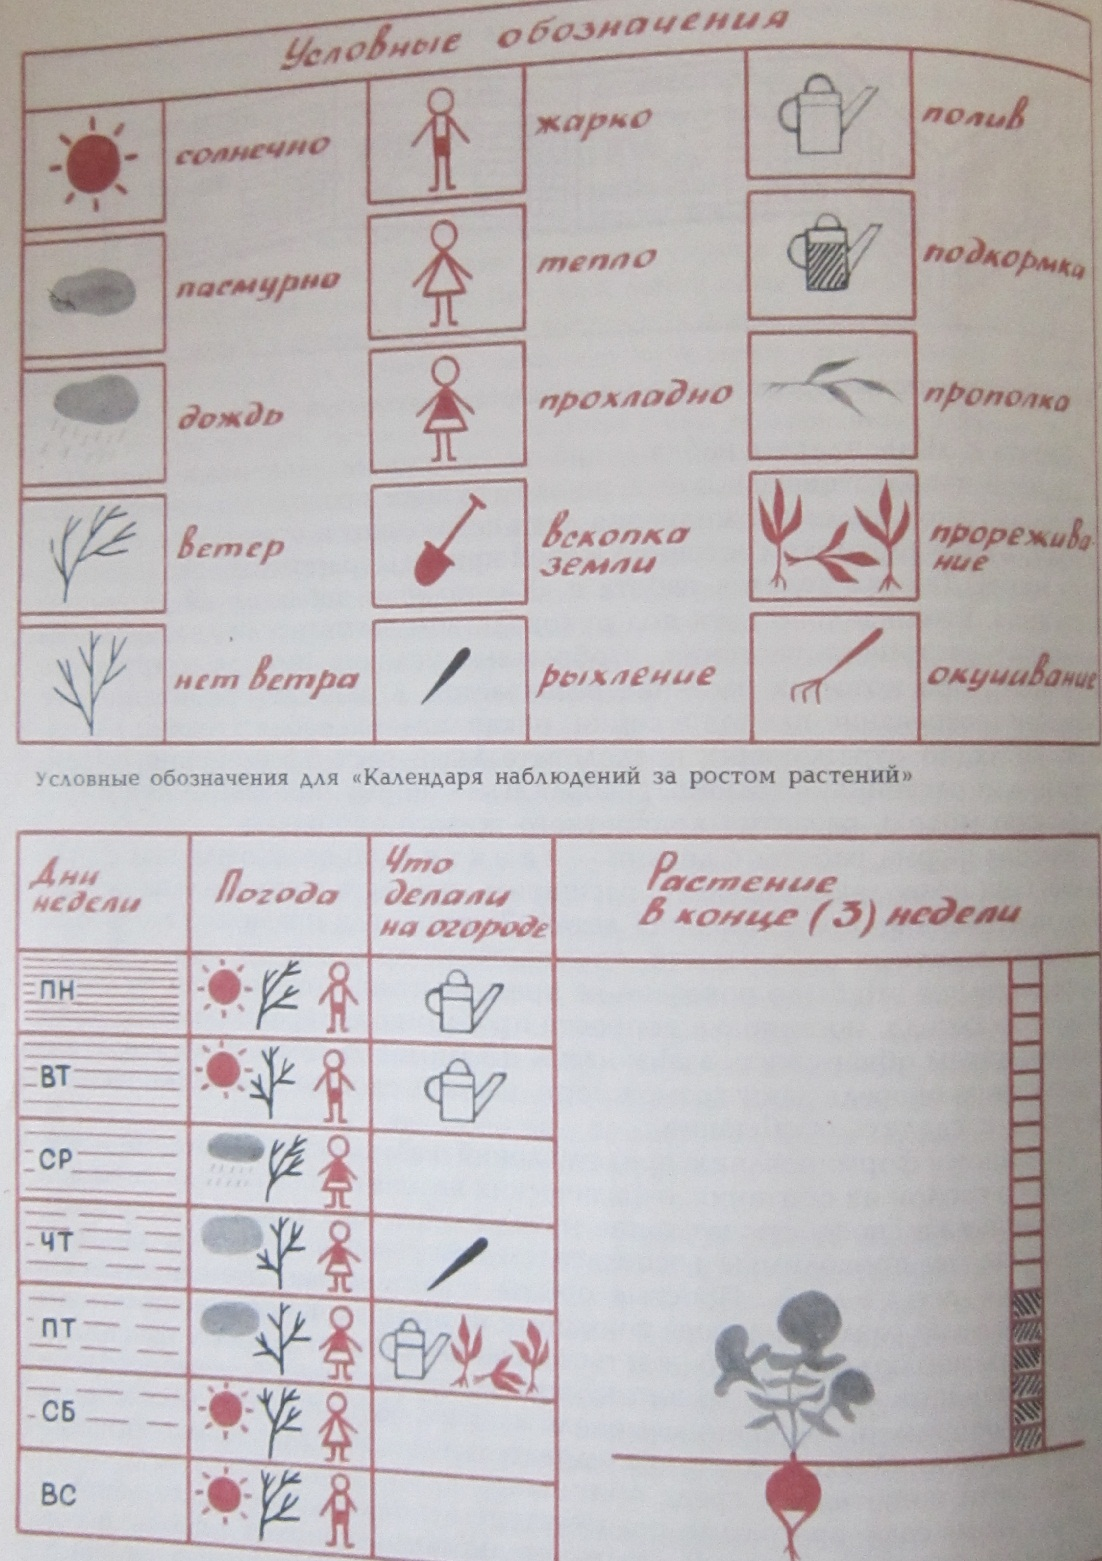 Условные обозначения
солнечно
жарко
полив
пасмурно
тепло
подкормка
дождь
прохладно
прополка
ветер
вскопка
земли
прорежива-
ние
нет ветра
рыхление
окучивание
Условные обозначения для «Календаря наблюдений за ростом растений»
Дни
недели
Погода
Что
делали
на огороде
Растение
в конце (3) недели
ПН
ВТ
СР
ЧТ
ПТ
СБ
ВС